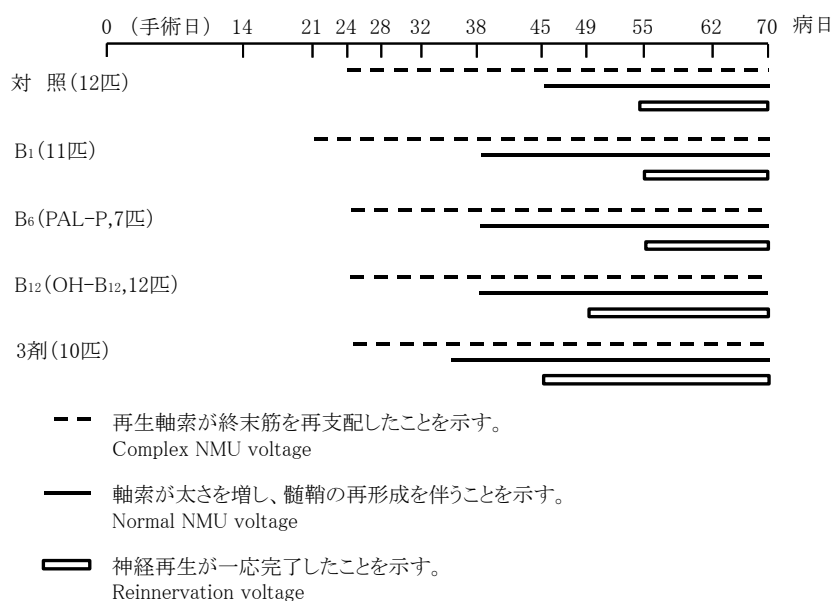 0 (手術日) 14 21 24 28 32 38 45 49 55 62 70 病日
対 照(12匹)
B1(11匹)
B6(PAL-P,7匹)
B12(OH-B12,12匹)
3剤(10匹)
再生軸索が終末筋を再支配したことを示す。
Complex NMU voltage
軸索が太さを増し、髄鞘の再形成を伴うことを示す。
Normal NMU voltage
神経再生が一応完了したことを示す。
Reinnervation voltage